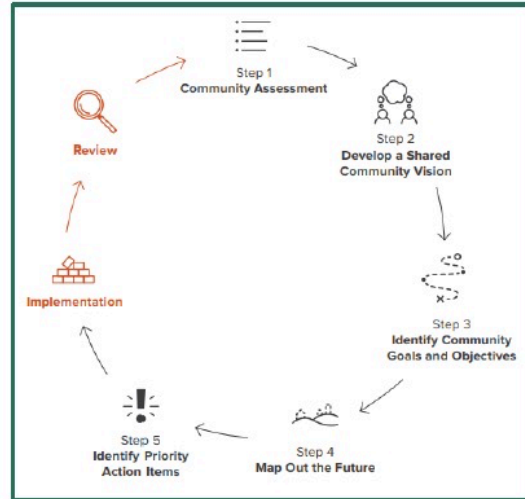 Step 1
Community Assessment
Step 2
Develop a Shared
Community Vision
Step 3
Identify Community
Goals and Objectives
Step 4
Map Out the Future
Step 5
Identify Priority
Action Items
Implementation
Review